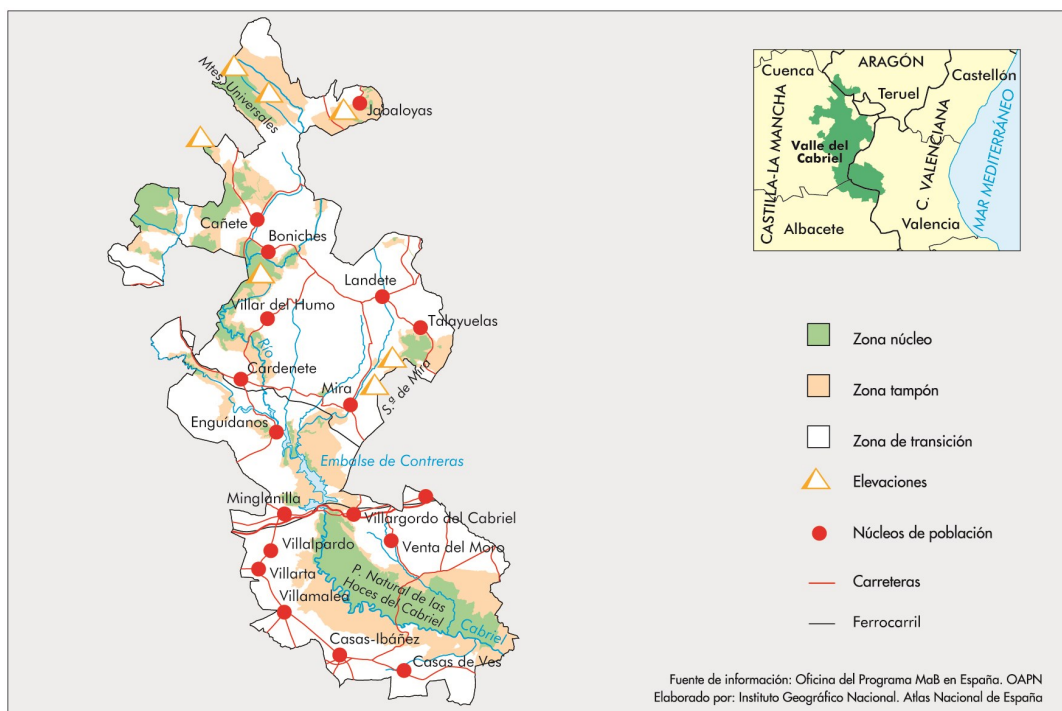 Mtes. Universales
Jabaloyas
Cañete
Boniches
Landete
Villar del Humo
Talayuelas
Río
Cardenete
Mira
S.ª de Mira
Enguídanos
Embalse de Contreras
Minglanilla
Villargordo del Cabriel
Villalpardo
Venta del Moro
Villarta
P. Natural de las
Hoces del Cabriel
Villamalea
Cabriel
Casas-Ibáñez
Casas de Ves
ARAGÓN
Cuenca
Castellón
Teruel
CASTILLA-LA MANCHA
Valle del
Cabriel
C. VALENCIANA
MAR MEDITERRÁNEO
Albacete
Valencia
Zona núcleo
Zona tampón
Zona de transición
Elevaciones
Núcleos de población
Carreteras
Ferrocarril
Fuente de información: Oficina del Programa MaB en España. OAPN
Elaborado por: Instituto Geográfico Nacional. Atlas Nacional de España